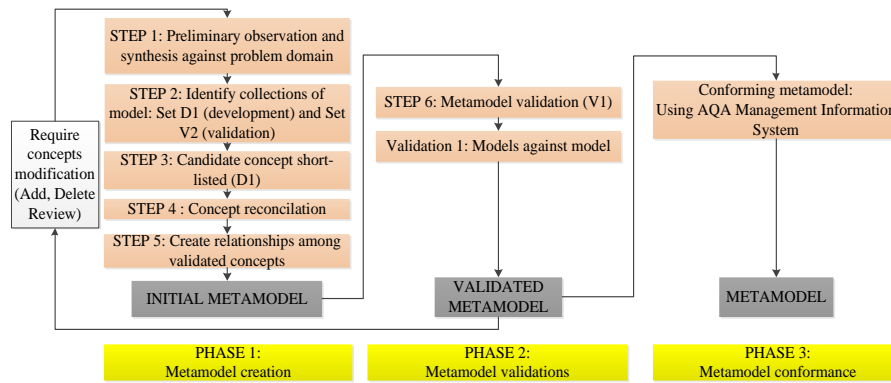 STEP 1: Preliminary observation and
synthesis against problem domain
STEP 2: Identify collections of
model: Set D1 (development) and Set
V2 (validation)
STEP 3: Candidate concept short-
listed (D1)
STEP 4 : Concept reconcilation
STEP 5: Create relationships among
validated concepts
INITIAL METAMODEL
Require
concepts
modification
(Add, Delete
Review)
STEP 6: Metamodel validation (V1)
Validation 1: Models against model
VALIDATED
METAMODEL
Conforming metamodel:
Using AQA Management Information
System
METAMODEL
PHASE 1:
Metamodel creation
PHASE 2:
Metamodel validations
PHASE 3:
Metamodel conformance